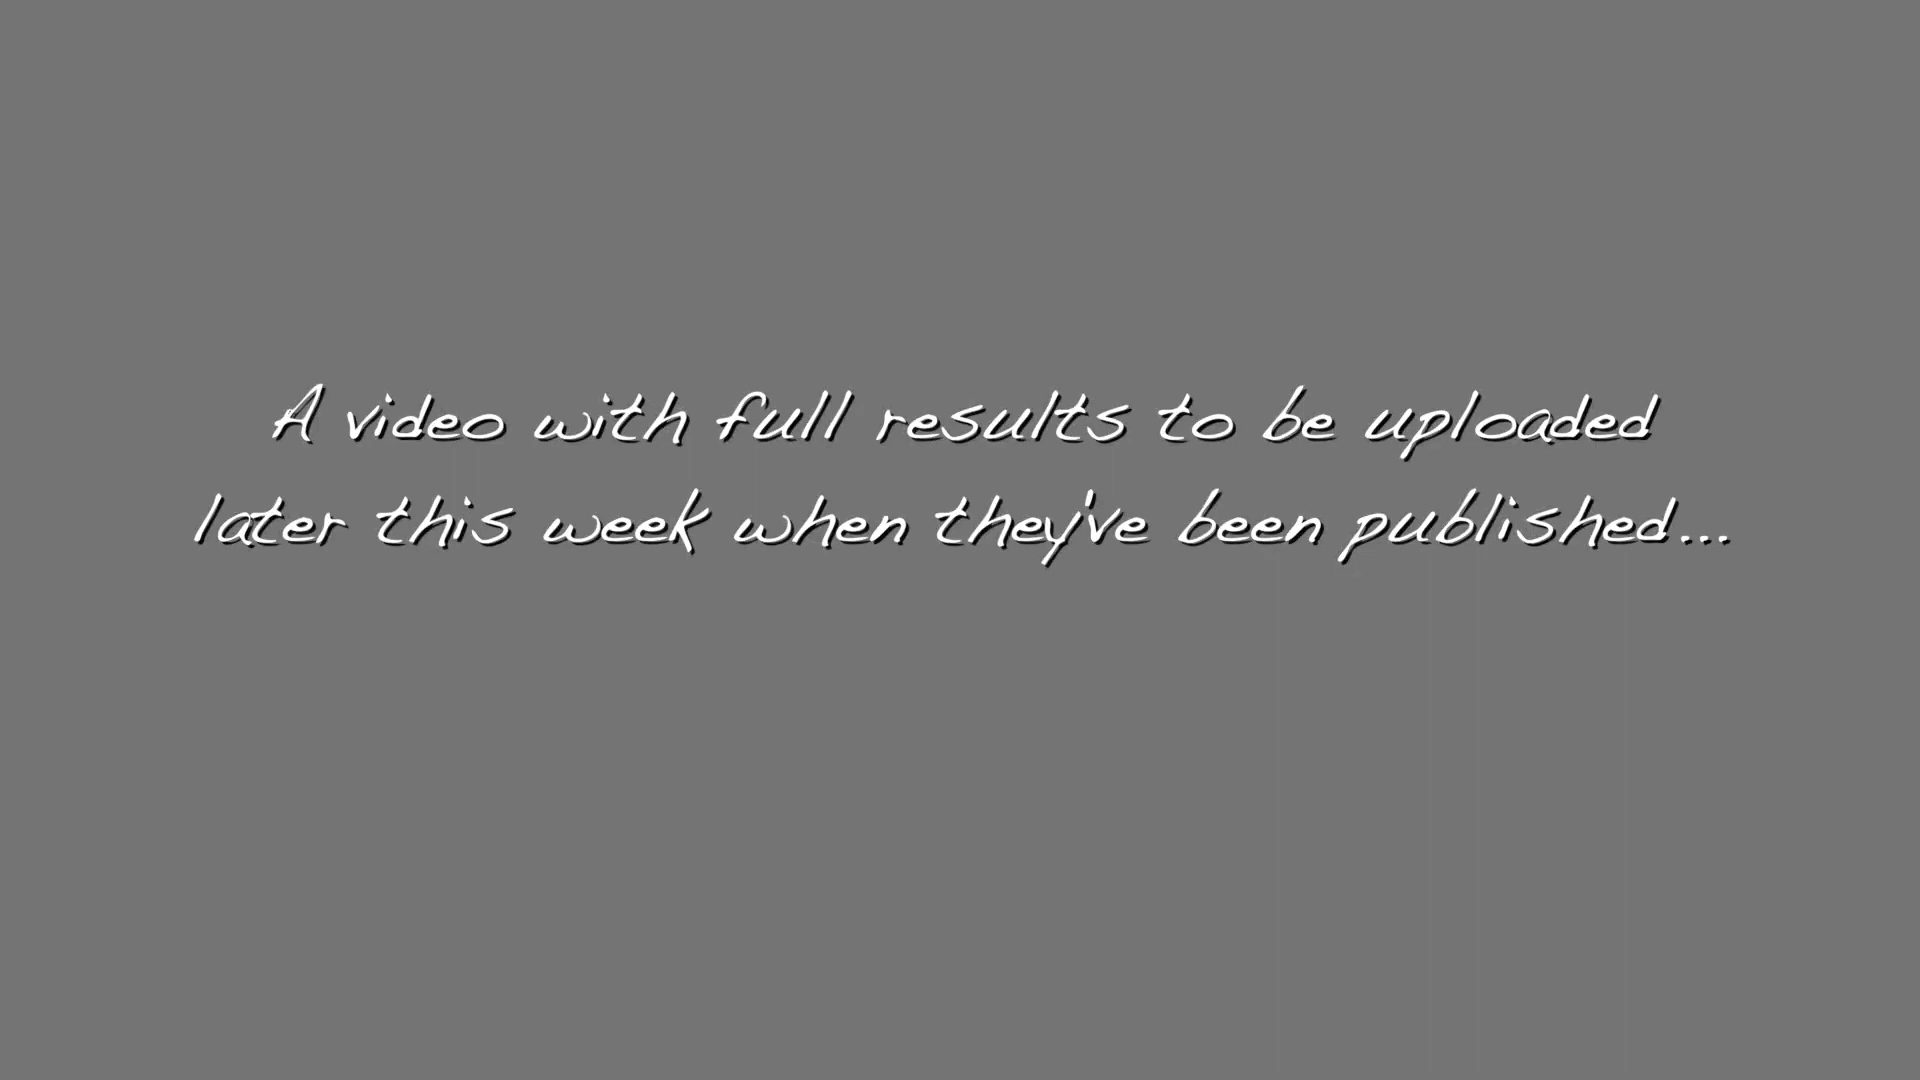 A video with full results to be uploaded
later this week when they've been published...